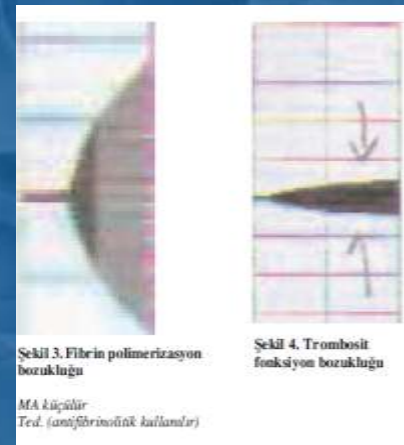 Şekil 3. Fibrin polimerizasyon
bozukluğu
MA küçülür
Ted. (antifibrinolitik kullanılır)
Şekil 4. Trombosit
fonksiyon bozukluğu